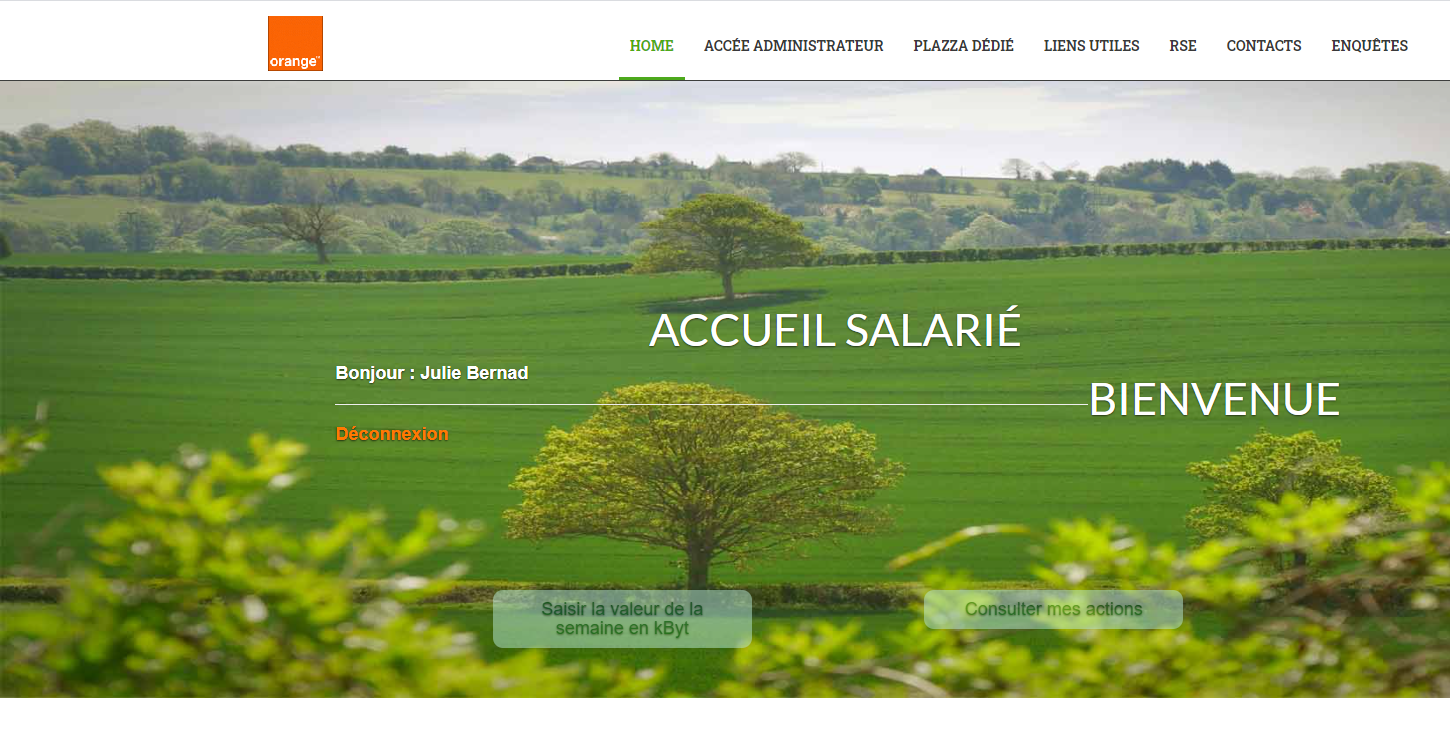 orange™
HOME ACCÉE ADMINISTRATEUR PLAZZA DÉDIÉ LIENS UTILES RSE CONTACTS ENQUÊTES
ACCUEIL SALARIÉ
Bonjour : Julie Bernad
BIENVENUE
Déconnexion
Saisir la valeur de la
semaine en kByt
Consulter mes actions